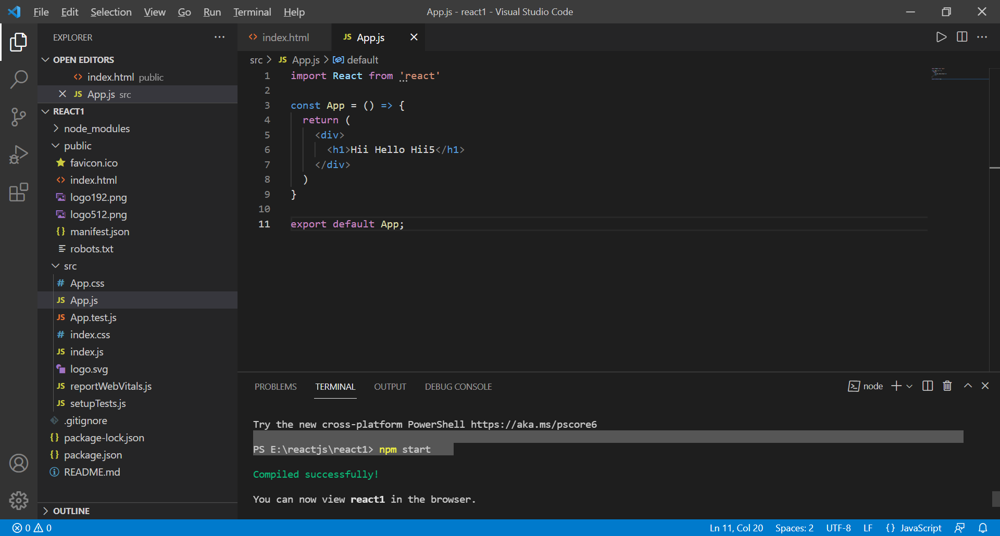 File Edit Selection View Go Run Terminal Help
App.js - react1 - Visual Studio Code
EXPLORER
OPEN EDITORS
index.html public
JS App.js src
REACT1
node_modules
public
favicon.ico
index.html
logo192.png
logo512.png
{} manifest.json
robots.txt
src
# App.css
JS App.js
JS App.test.js
# index.css
JS index.js
logo.svg
JS reportWebVitals.js
JS setupTests.js
.gitignore
{} package-lock.json
{} package.json
README.md
OUTLINE
index.html
JS App.js
src > JS App.js > default
1 import React from 'react'
2
3 const App = () => {
4 return (
5 <div>
6 <h1>Hii Hello Hii5</h1>
7 </div>
8 )
9 }
10
11 export default App;
PROBLEMS TERMINAL OUTPUT DEBUG CONSOLE
node
Try the new cross-platform PowerShell https://aka.ms/pscore6
PS E:\reactjs\react1> npm start
Compiled successfully!
You can now view react1 in the browser.
0 0
Ln 11, Col 20 Spaces: 2 UTF-8 LF {} JavaScript